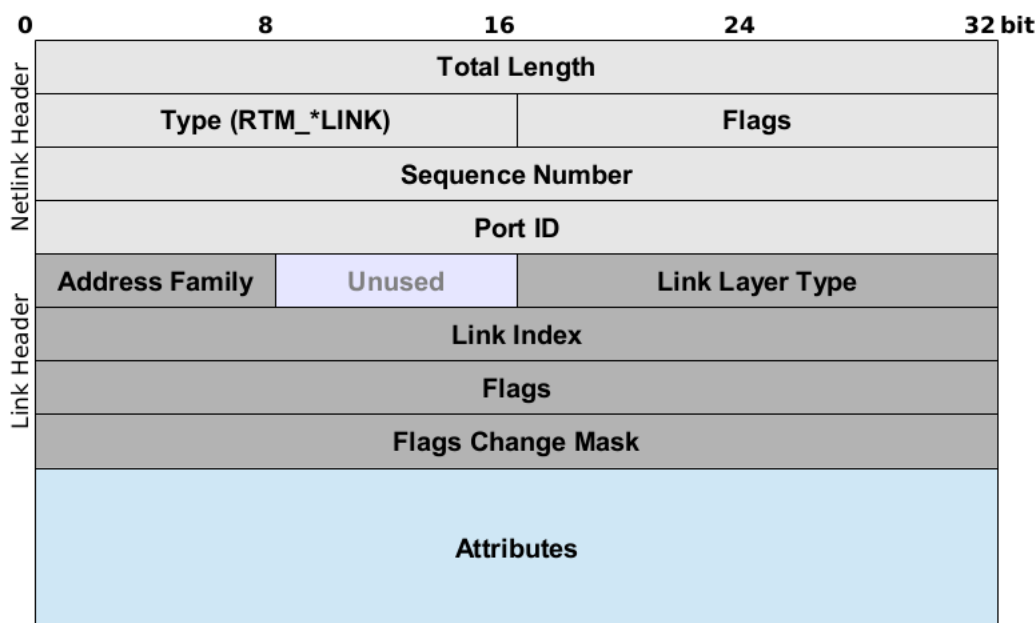 0 8 16 24 32 bit
Netlink Header
Total Length
Type (RTM_*LINK) Flags
Sequence Number
Port ID
Link Header
Address Family Unused Link Layer Type
Link Index
Flags
Flags Change Mask
Attributes